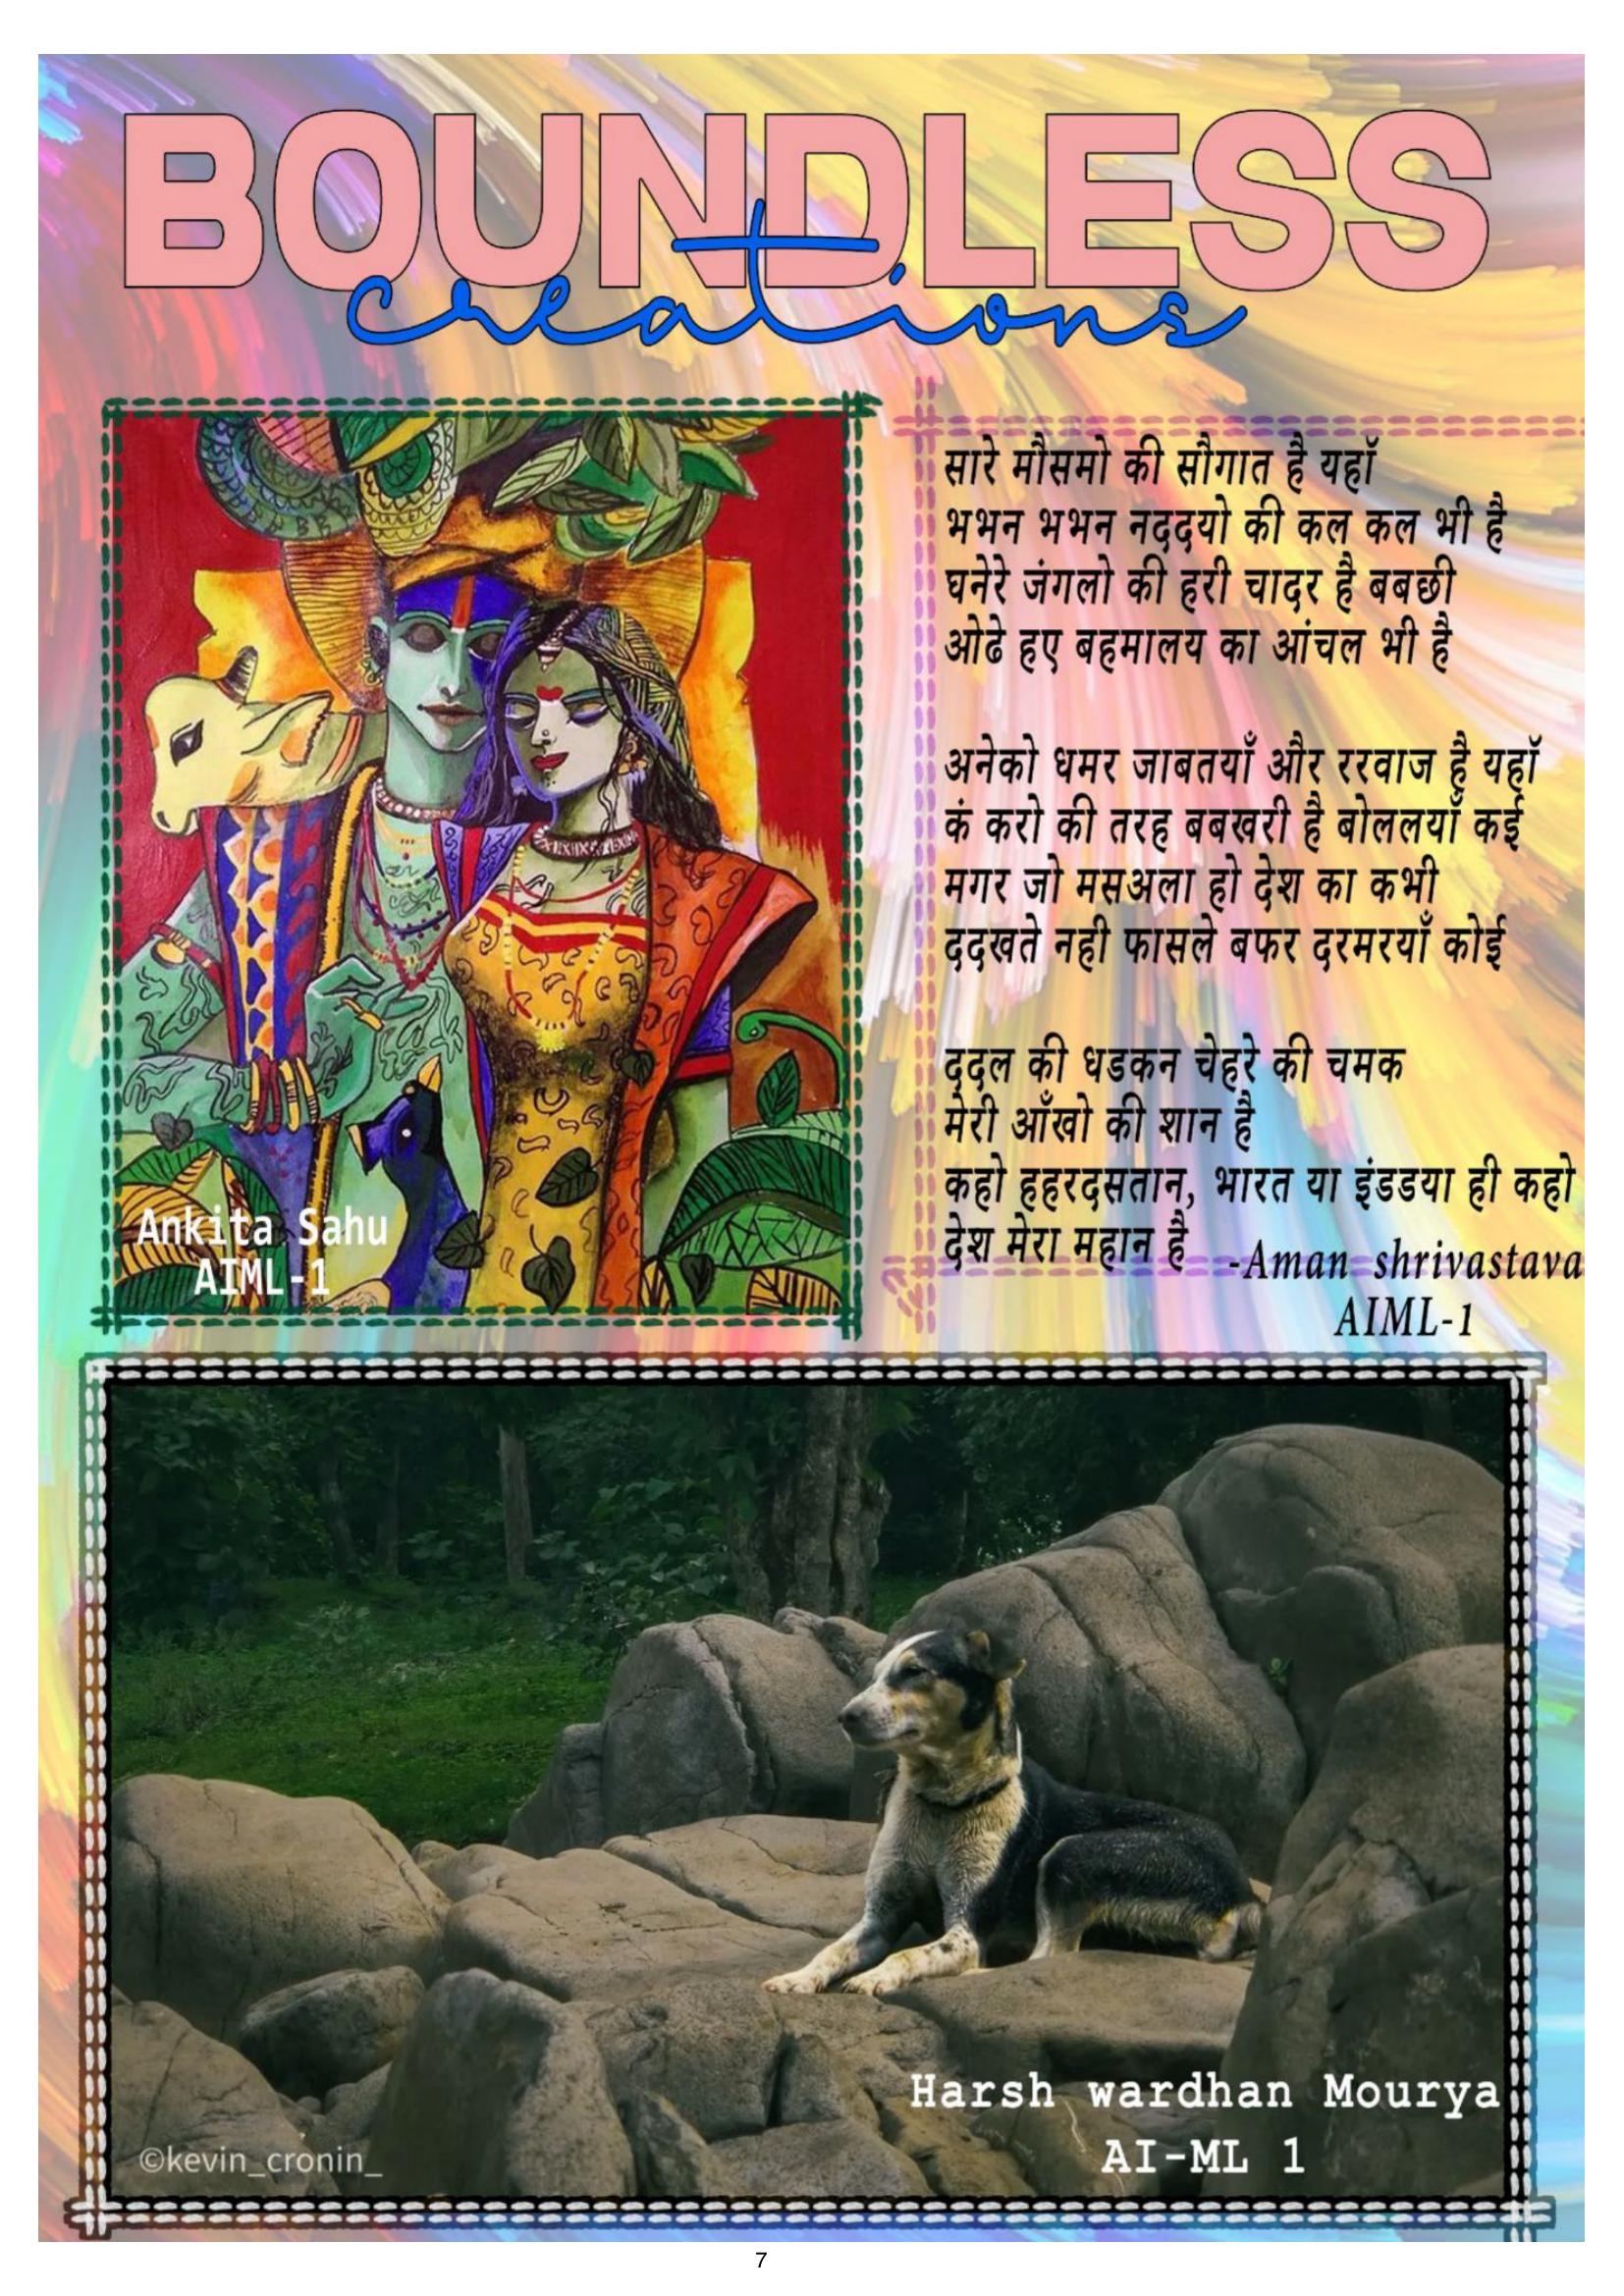 BOUNDLESS
creations
सारे मौसमो की सौगात है यहॉ
भभन भभन नददयो की कल कल भी है
घनेरे जंगलो की हरी चादर है बबछी
ओढे हए बहमालय का आंचल भी है
अनेको धमर जाबतयाँ और ररवाज है यहॉ
कं करो की तरह बबखरी है बोललयाँ कई
मगर जो मसअला हो देश का कभी
ददखते नही फासले बफर दरमरयाँ कोई
ददल की धडकन चेहरे की चमक
मेरी आँखो की शान है
कहो हहरदसतान, भारत या इंडडया ही कहो
देश मेरा महान है
-Aman shrivastava
AIML-1
Ankita Sahu
AIML-1
Harsh wardhan Mourya
AI-ML 1
©kevin_cronin_
7